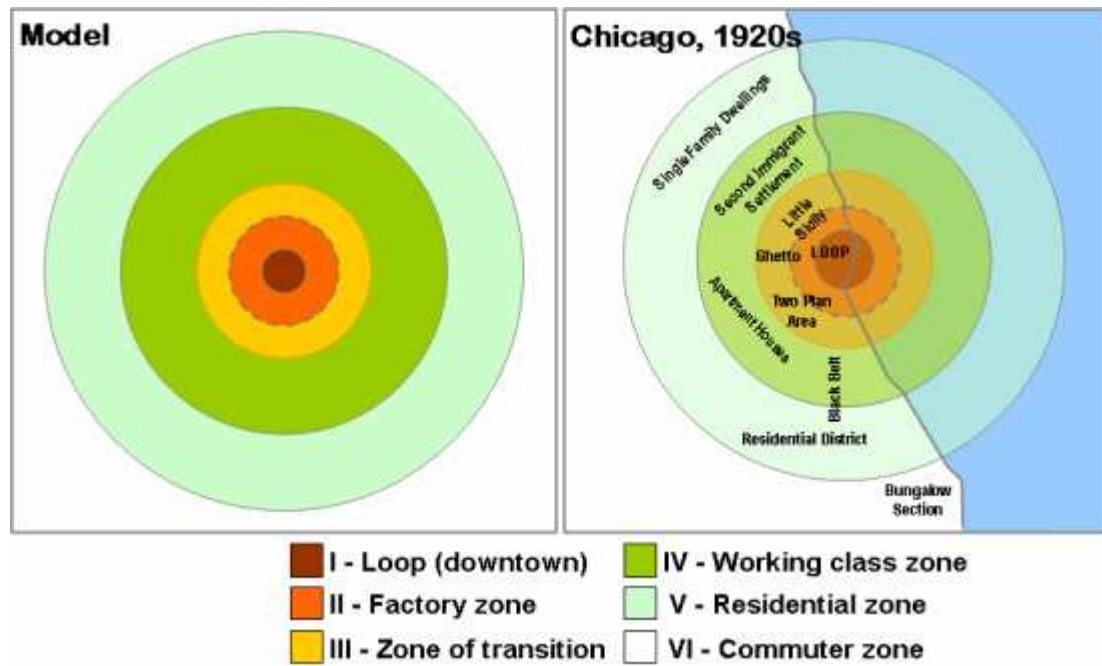 Model
Chicago, 1920s
Single Family Dwellings
Second Immigrant
Settlement
Little
Sicily
Ghetto
LOOP
Two Plan
Area
Apartment Houses
Black Belt
Residential District
Bungalow
Section
I - Loop (downtown)
II - Factory zone
III - Zone of transition
IV - Working class zone
V - Residential zone
VI - Commuter zone